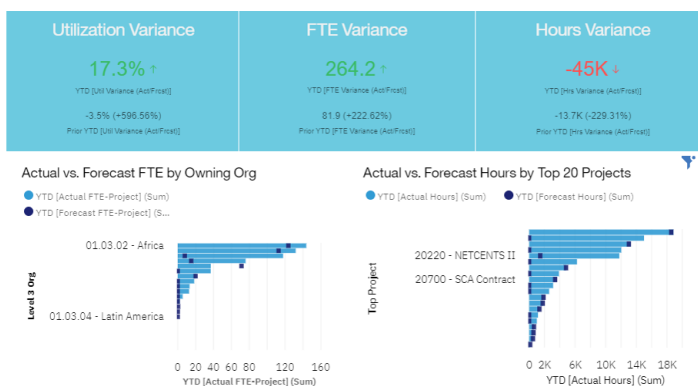 Utilization Variance
17.3% ↑
YTD [Util Variance (Act/Frcst)]
-3.5% (+596.56%)
Prior YTD [Util Variance (Act/Frcst)]
FTE Variance
264.2 ↑
YTD [FTE Variance (Act/Frcst)]
81.9 (+222.62%)
Prior YTD [FTE Variance (Act/Frcst)]
Hours Variance
-45K ↓
YTD [Hrs Variance (Act/Frcst)]
-13.7K (-229.31%)
Prior YTD [Hrs Variance (Act/Frcst)]
Actual vs. Forecast FTE by Owning Org
YTD [Actual FTE-Project] (Sum)
YTD [Forecast FTE-Project] (S...
Level 3 Org
01.03.02 - Africa
01.03.04 - Latin America
0 20 40 60 80 120 160
YTD [Actual FTE-Project] (Sum)
Actual vs. Forecast Hours by Top 20 Projects
YTD [Actual Hours] (Sum) YTD [Forecast Hours] (Sum)
Top Project
20220 - NETCENTS II
20700 - SCA Contract
0 2K 6K 10K 14K 18K
YTD [Actual Hours] (Sum)